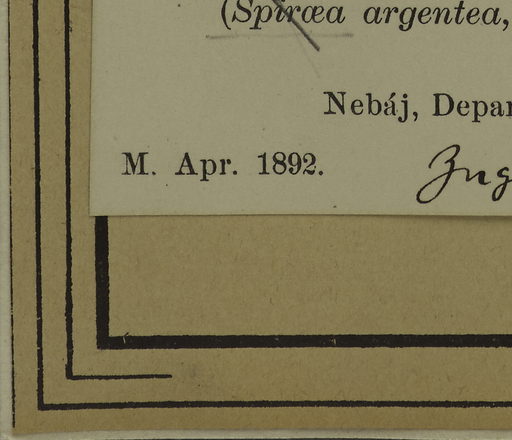 (Spiræa argentea,
Nebáj, Depar
M. Apr. 1892.